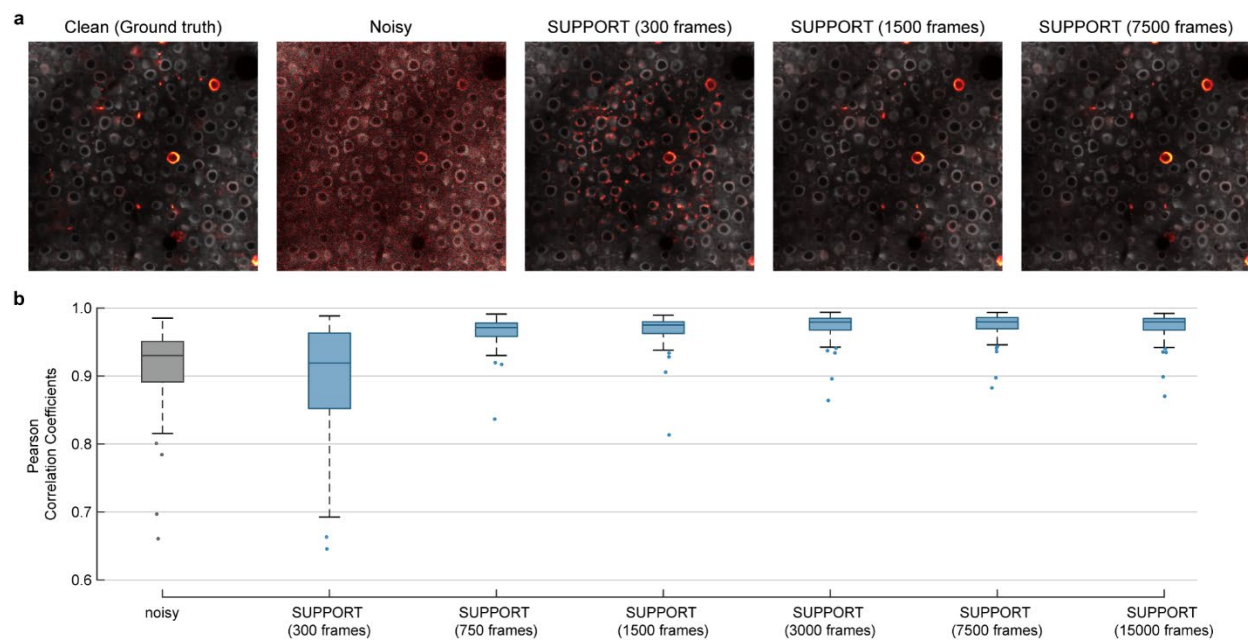 a
Clean (Ground truth)
Noisy
SUPPORT (300 frames)
SUPPORT (1500 frames)
SUPPORT (7500 frames)
b
Pearson
Correlation Coefficients
1.0
0.9
0.8
0.7
0.6
noisy
SUPPORT
(300 frames)
SUPPORT
(750 frames)
SUPPORT
(1500 frames)
SUPPORT
(3000 frames)
SUPPORT
(7500 frames)
SUPPORT
(15000 frames)